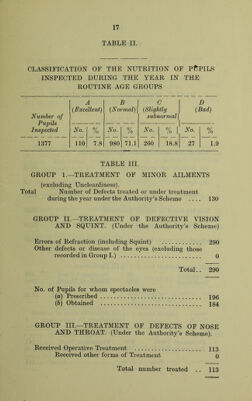 17
TABLE II.
CLASSIFICATION OF THE NUTRITION OF PUPILS
INSPECTED DURING THE YEAR IN THE
ROUTINE AGE GROUPS
Number of Pupils Inspected | A (Excellent) | B (Normal) | C (Slightly subnormal) | D (Bad)
No. | % | No. | % | No. | % | No. | %
1377 | 110 | 7.8 | 980 | 71.1 | 260 | 18.8 | 27 | 1.9
TABLE III.
GROUP 1.—TREATMENT OF MINOR AILMENTS
(excluding Uncleanliness).
Total Number of Defects treated or under treatment
during the year under the Authority's Scheme .... 130
GROUP II.—TREATMENT OF DEFECTIVE VISION
AND SQUINT. (Under the Authority's Scheme)
Errors of Refraction (including Squint) .............. 290
Other defects or disease of the eyes (excluding those
recorded in Group I.) ........................ 0
Total.. 290
No. of Pupils for whom spectacles were
(a) Prescribed .............................. 196
(b) Obtained .............................. 184
GROUP III.—TREATMENT OF DEFECTS OF NOSE
AND THROAT. (Under the Authority's Scheme).
Received Operative Treatment .................... 113
Received other forms of Treatment 0
Total number treated .. 113